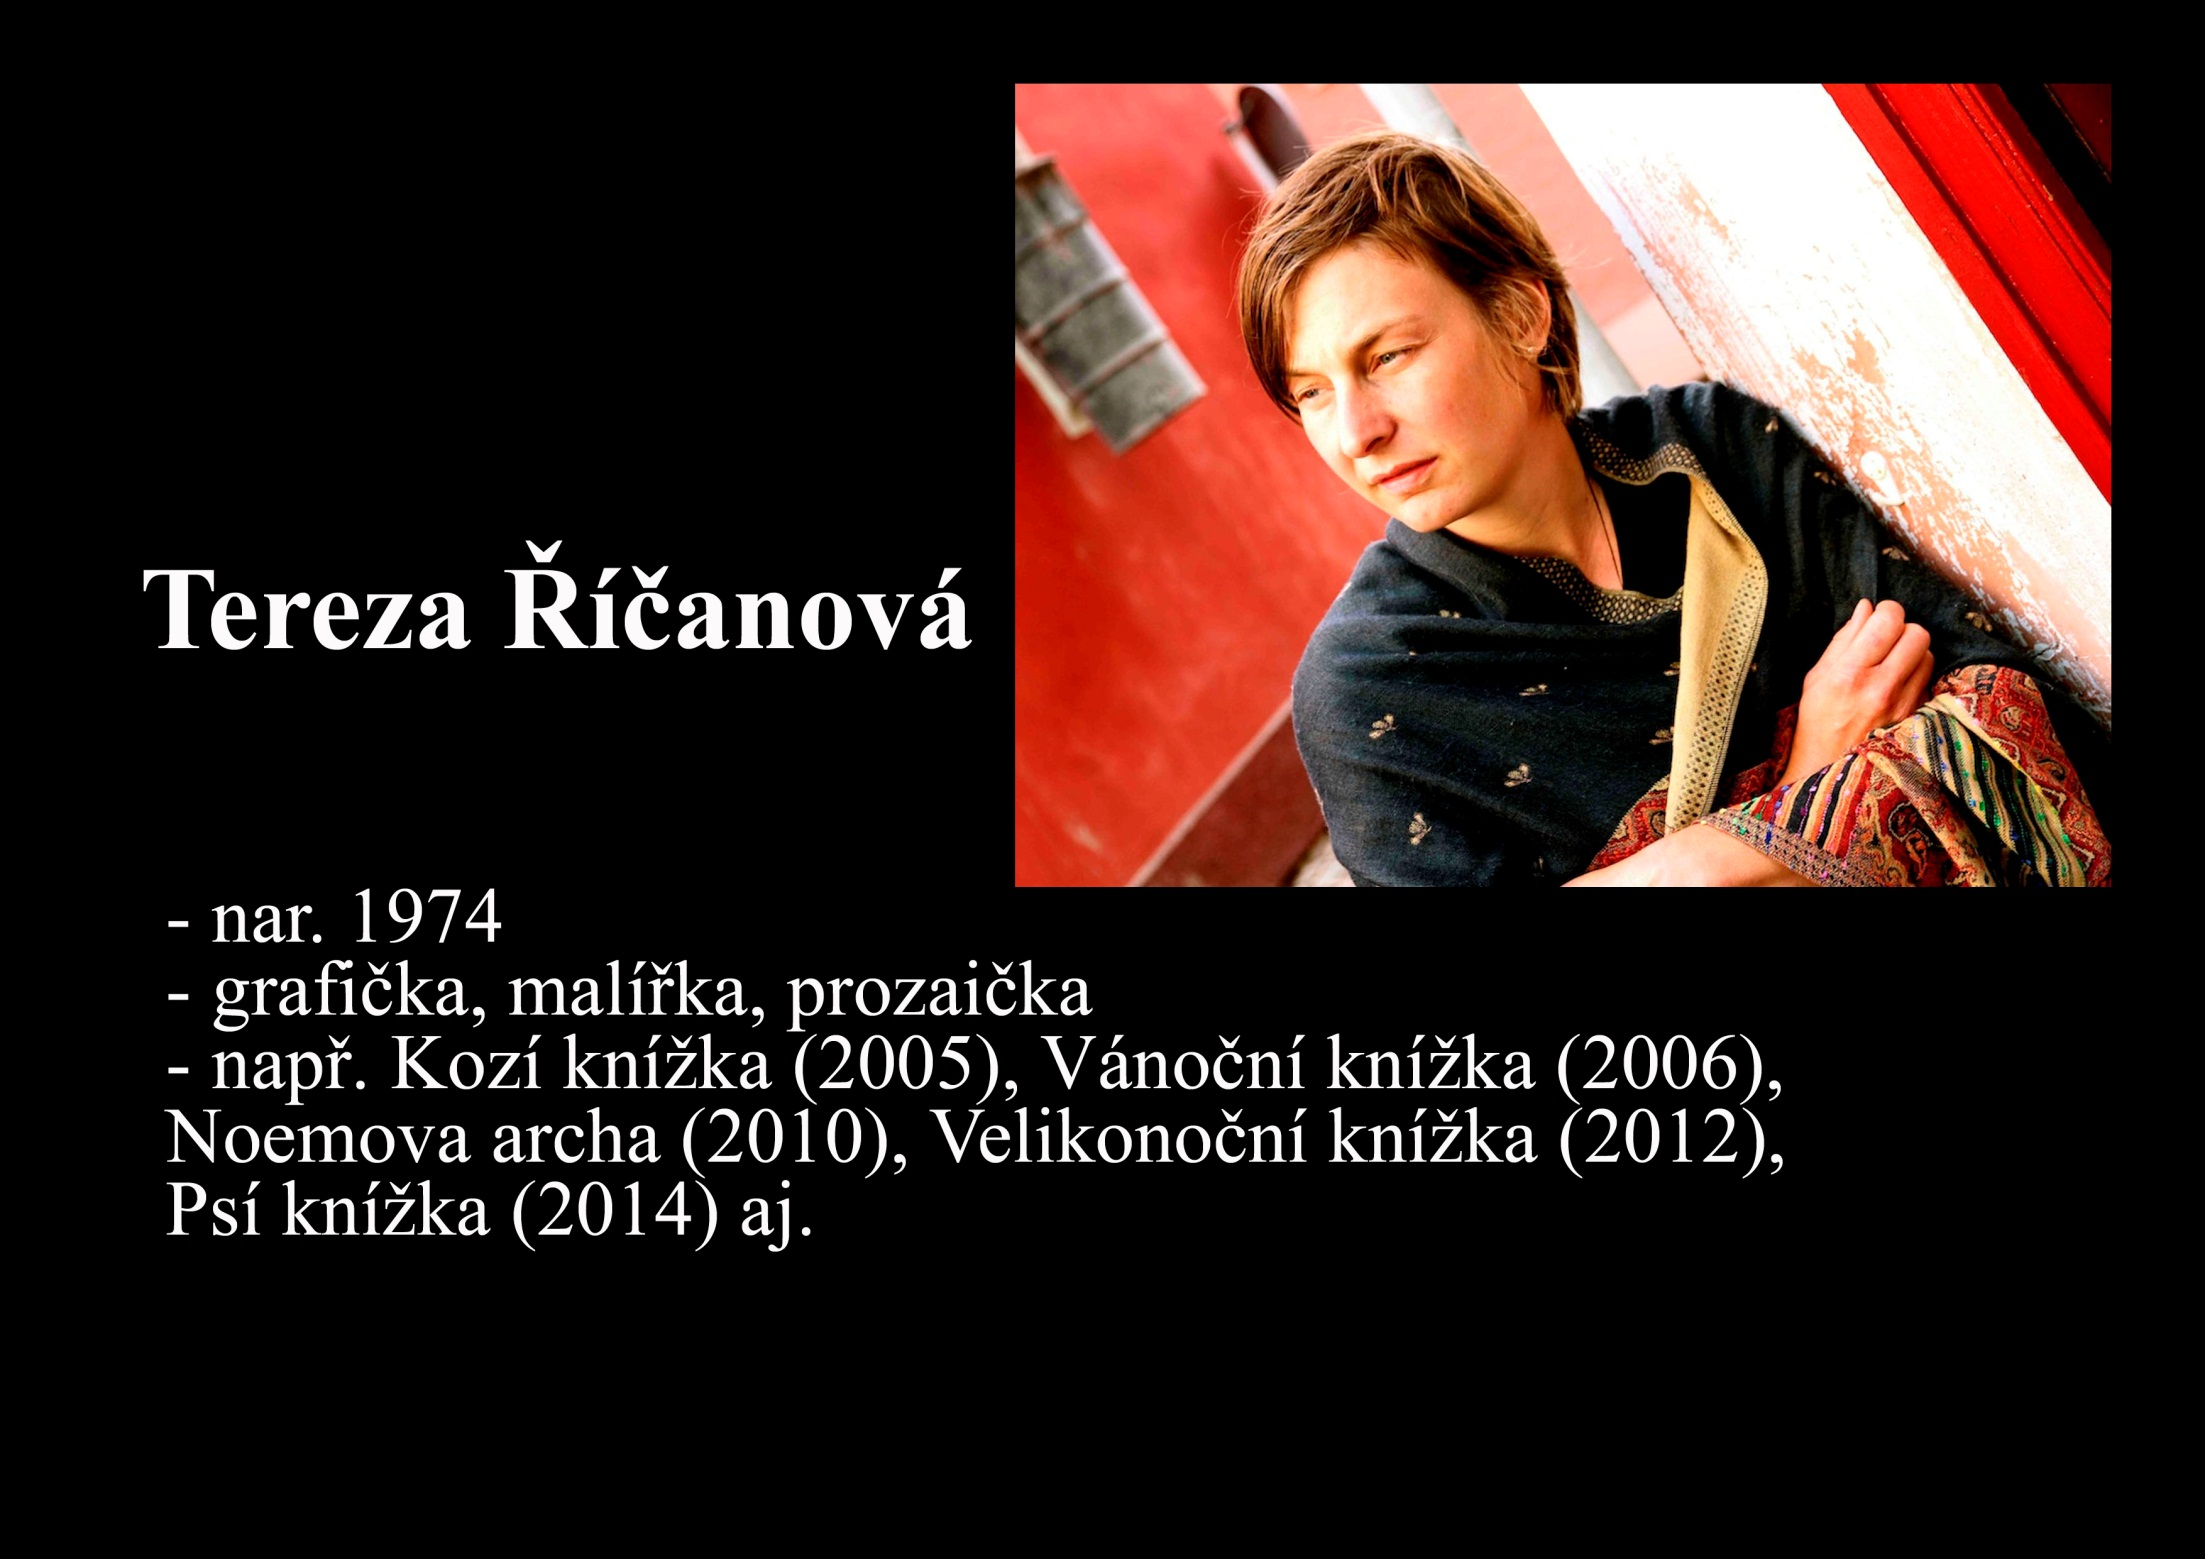 Tereza Říčanová
- nar. 1974
- grafička, malířka, prozaička
- např. Kozí knížka (2005), Vánoční knížka (2006),
Noemova archa (2010), Velikonoční knížka (2012),
Psí knížka (2014) aj.